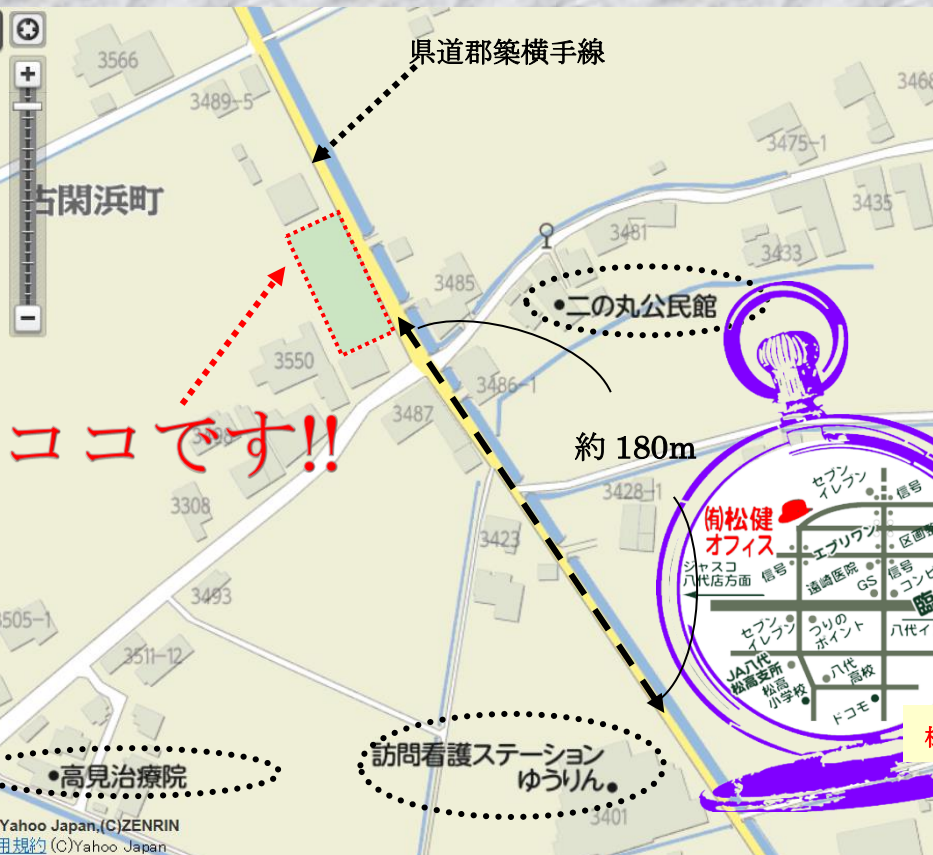 県道郡築横手線
3566
3489-5
3468
3475-1
古閑浜町
3435
3481
3433
3485
•二の丸公民館
3550
3486-1
3487
ココです!!
約 180m
3428-1
3308
3423
3493
3505-1
3511-12
•高見治療院
訪問看護ステーション
ゆうりん•
3401
セブン
イレブン
信号
㈲松健
オフィス
エブリワン
区画整
ジャスコ
八代店方面
信号
遠崎医院
GS
信号
コンビ
臨
セブン
イレブン
つりの
ポイント
八代イ
JA八代
松高支所
松高
小学校
八代
高校
ドコモ
Yahoo Japan,(C)ZENRIN
用規約 (C)Yahoo Japan